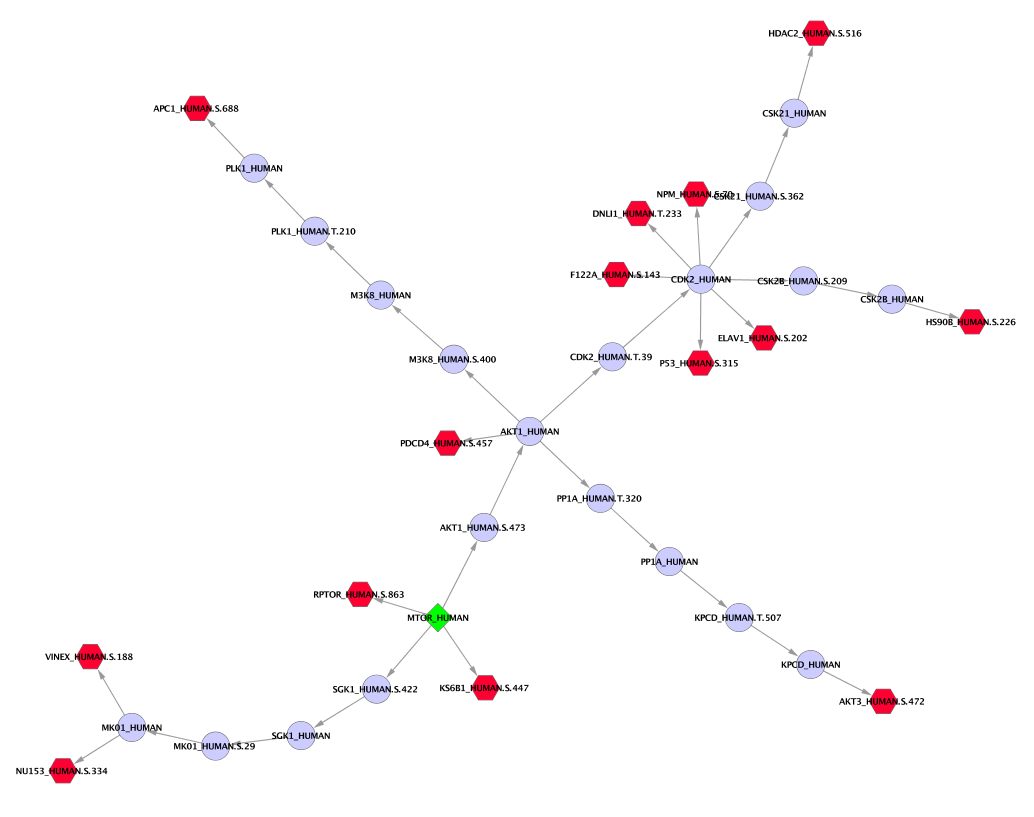 HDAC2_HUMAN.S.516
APC1_HUMAN.S.688
CSK21_HUMAN
PLK1_HUMAN
NPM_HUMAN.S.70
CSK21_HUMAN.S.362
DNLI1_HUMAN.T.233
PLK1_HUMAN.T.210
F122A_HUMAN.S.143
CDK2_HUMAN
CSK2B_HUMAN.S.209
M3K8_HUMAN
CSK2B_HUMAN
HS90B_HUMAN.S.226
ELAV1_HUMAN.S.202
M3K8_HUMAN.S.400
CDK2_HUMAN.T.39
P53_HUMAN.S.315
AKT1_HUMAN
PDCD4_HUMAN.S.457
PP1A_HUMAN.T.320
AKT1_HUMAN.S.473
PP1A_HUMAN
RPTOR_HUMAN.S.863
MTOR_HUMAN
KPCD_HUMAN.T.507
VINEX_HUMAN.S.188
KPCD_HUMAN
SGK1_HUMAN.S.422
KS6B1_HUMAN.S.447
AKT3_HUMAN.S.472
MK01_HUMAN
SGK1_HUMAN
MK01_HUMAN.S.29
NU153_HUMAN.S.334